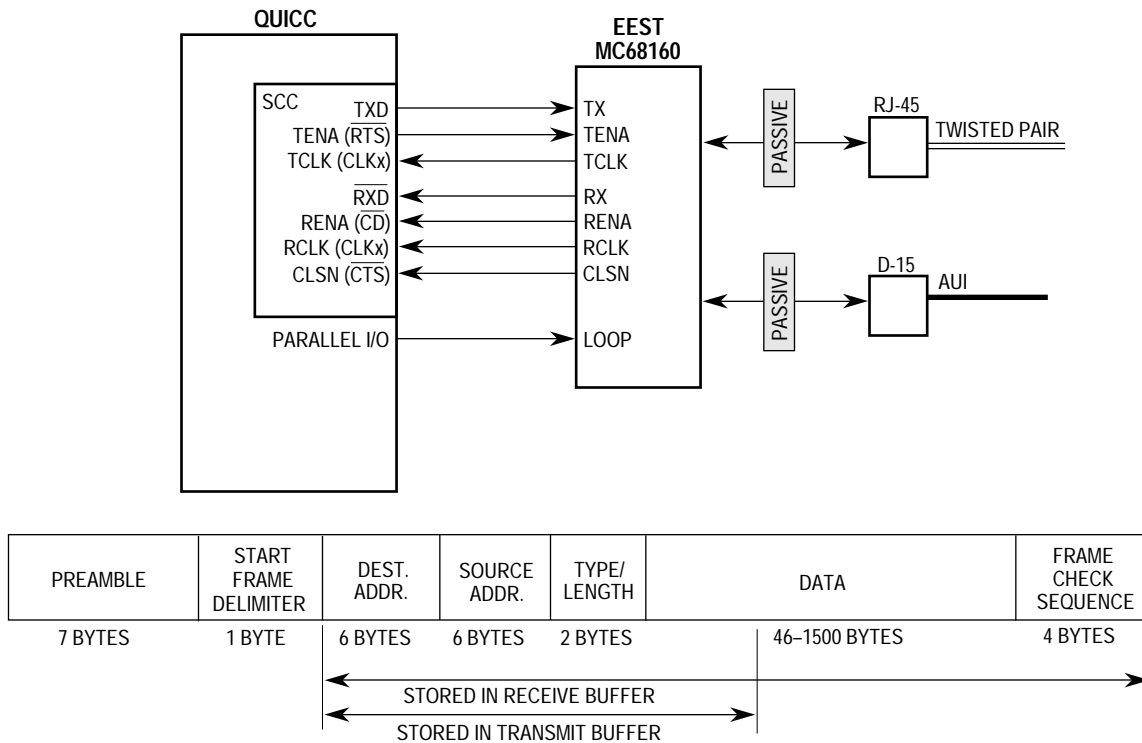 QUICC
EEST
MC68160
SCC
TXD
TENA (RTS)
TCLK (CLKx)
RXD
RENA (CD)
RCLK (CLKx)
CLSN (CTS)
PARALLEL I/O
TX
TENA
TCLK
RX
RENA
RCLK
CLSN
LOOP
PASSIVE
RJ-45
TWISTED PAIR
PASSIVE
D-15
AUI
PREAMBLE
START
FRAME
DELIMITER
DEST.
ADDR.
SOURCE
ADDR.
TYPE/
LENGTH
DATA
FRAME
CHECK
SEQUENCE
7 BYTES
1 BYTE
6 BYTES
6 BYTES
2 BYTES
46–1500 BYTES
4 BYTES
STORED IN RECEIVE BUFFER
STORED IN TRANSMIT BUFFER